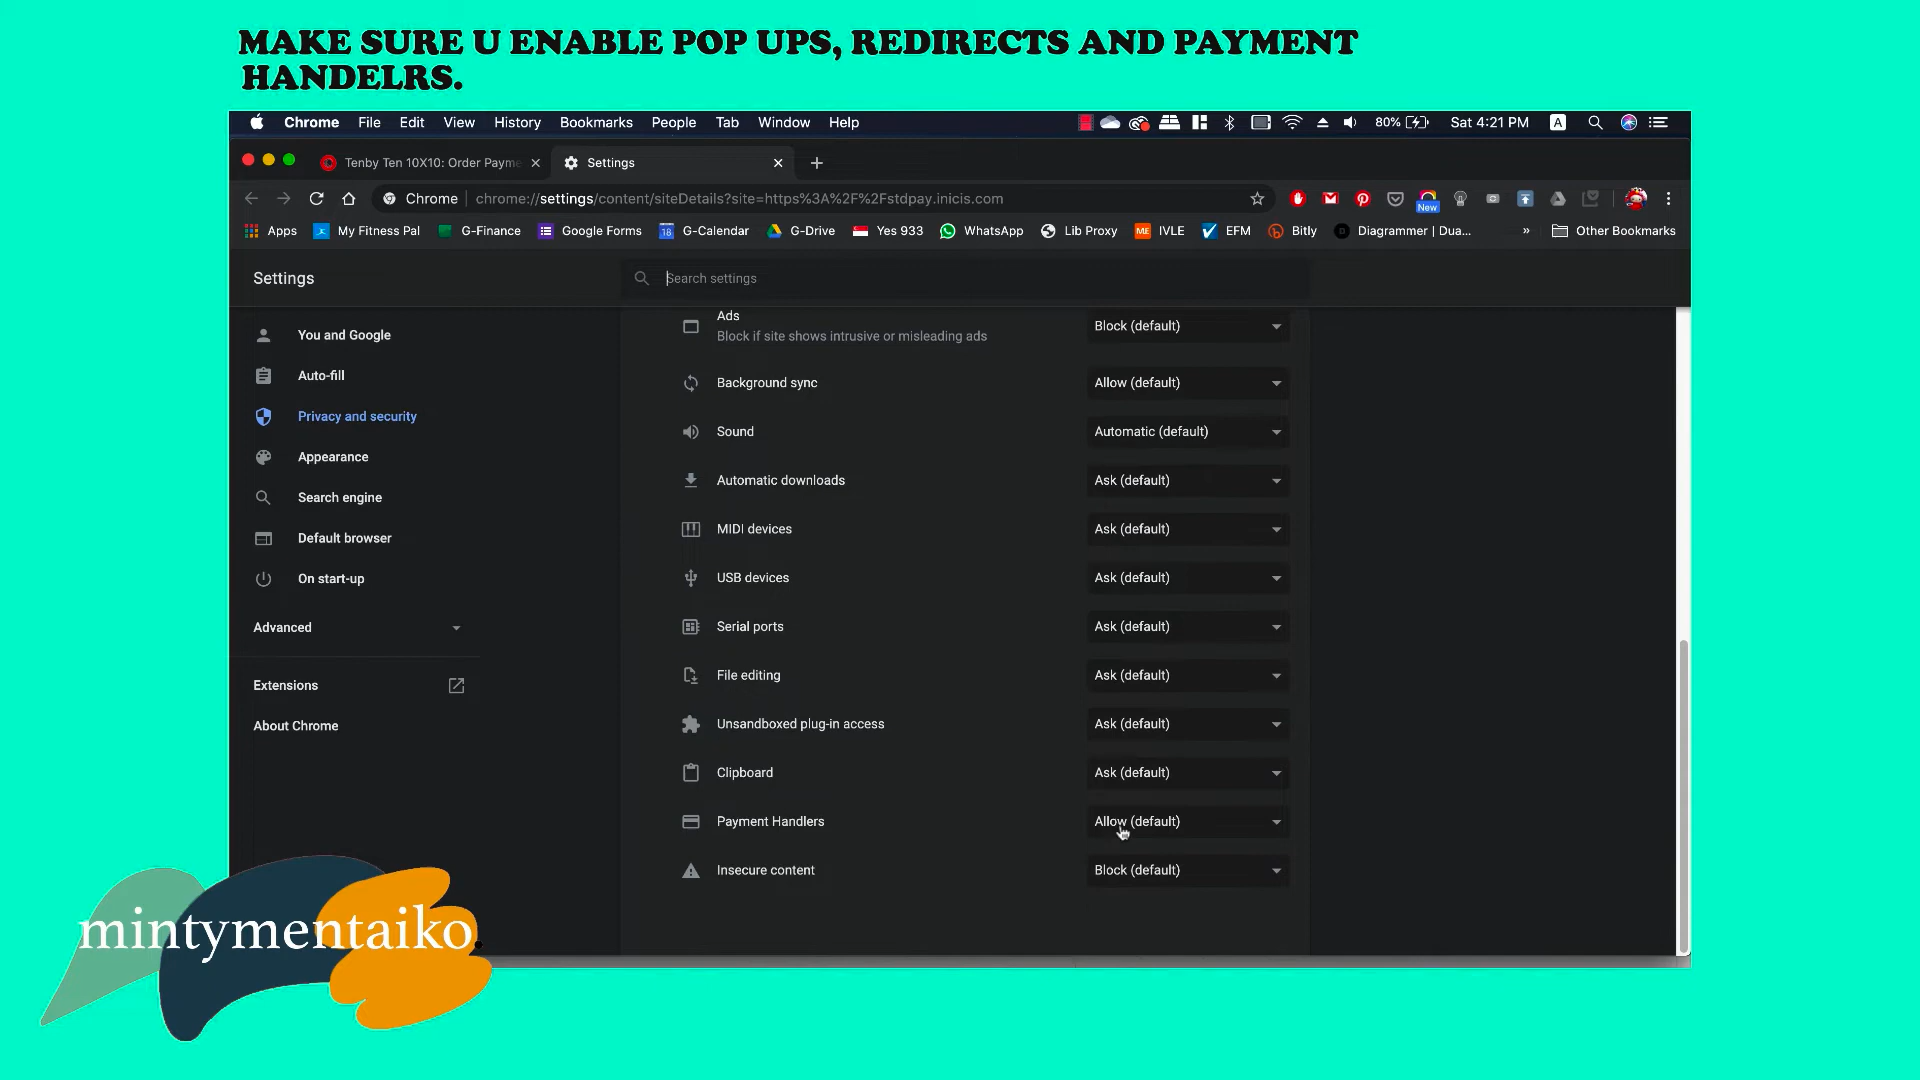 MAKE SURE U ENABLE POP UPS, REDIRECTS AND PAYMENT
HANDELRS.
Chrome File Edit View History Bookmarks People Tab Window Help 80% Sat 4:21 PM A
Tenby Ten 10X10: Order Payme Settings
Chrome chrome://settings/content/siteDetails?site=https%3A%2F%2Fstdpay.inicis.com New
Apps My Fitness Pal G-Finance Google Forms 18 G-Calendar G-Drive Yes 933 WhatsApp Lib Proxy IVLE EFM Bitly Diagrammer | Dua... » Other Bookmarks
Settings Search settings
You and Google
Auto-fill
Privacy and security
Appearance
Search engine
Default browser
On start-up
Advanced
Extensions
About Chrome
Ads Block (default)
Block if site shows intrusive or misleading ads
Background sync Allow (default)
Sound Automatic (default)
Automatic downloads Ask (default)
MIDI devices Ask (default)
USB devices Ask (default)
Serial ports Ask (default)
File editing Ask (default)
Unsandboxed plug-in access Ask (default)
Clipboard Ask (default)
Payment Handlers Allow (default)
Insecure content Block (default)
mintymentaiko.